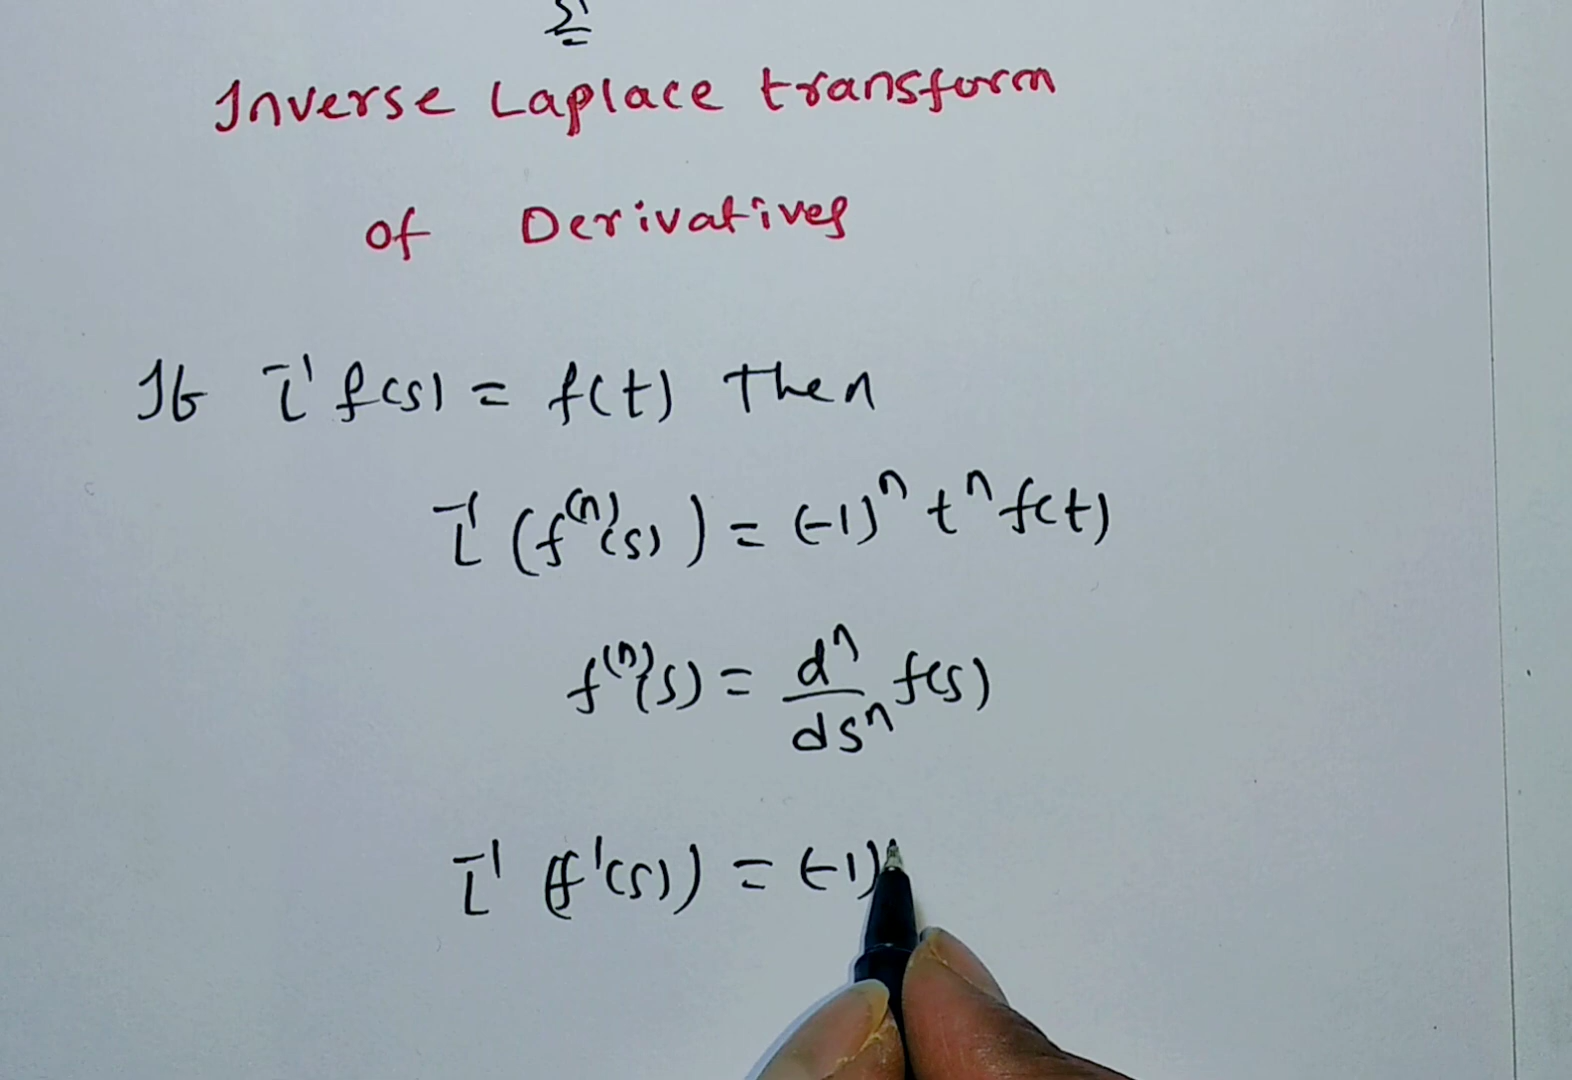 Inverse Laplace transform
of Derivatives
If L⁻¹ f(s) = f(t) Then
L⁻¹ (f⁽ⁿ⁾(s)) = (-1)ⁿ tⁿ f(t)
f⁽ⁿ⁾(s) = dⁿ/dsⁿ f(s)
L⁻¹ (f'(s)) = (-1)